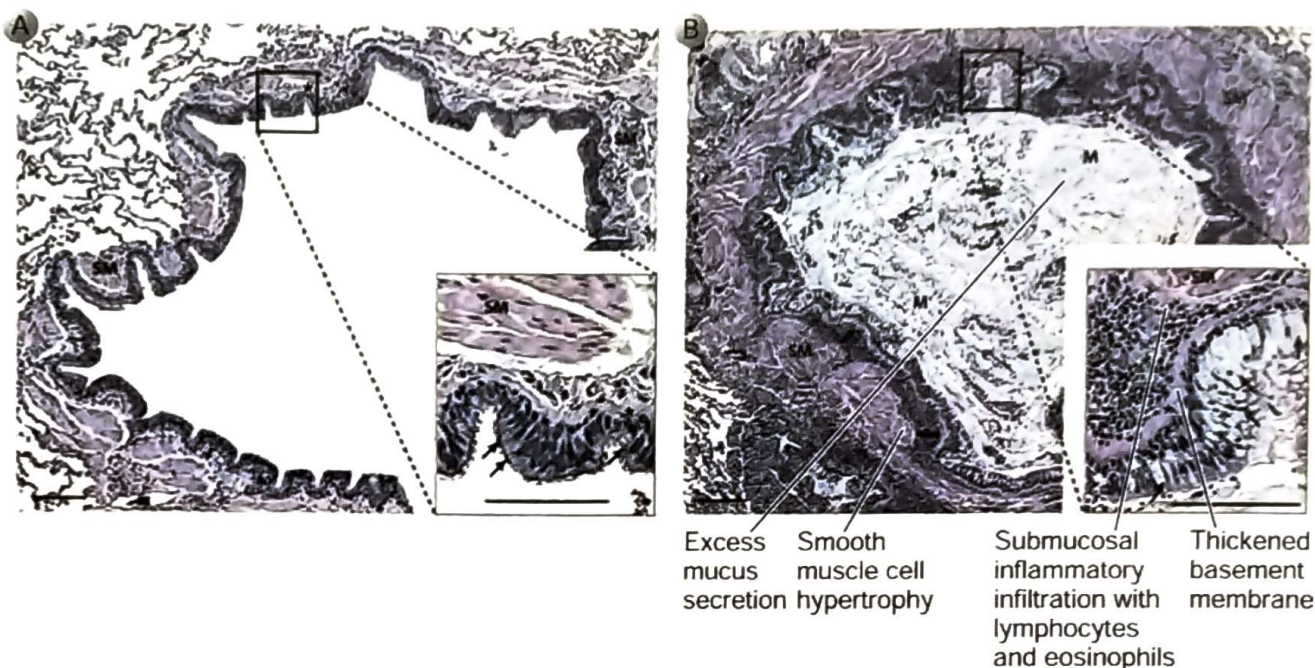 A
B
SM
SM
SM
SM
M
M
SM
SM
Excess
mucus
secretion
Smooth
muscle cell
hypertrophy
Submucosal
inflammatory
infiltration with
lymphocytes
and eosinophils
Thickened
basement
membrane